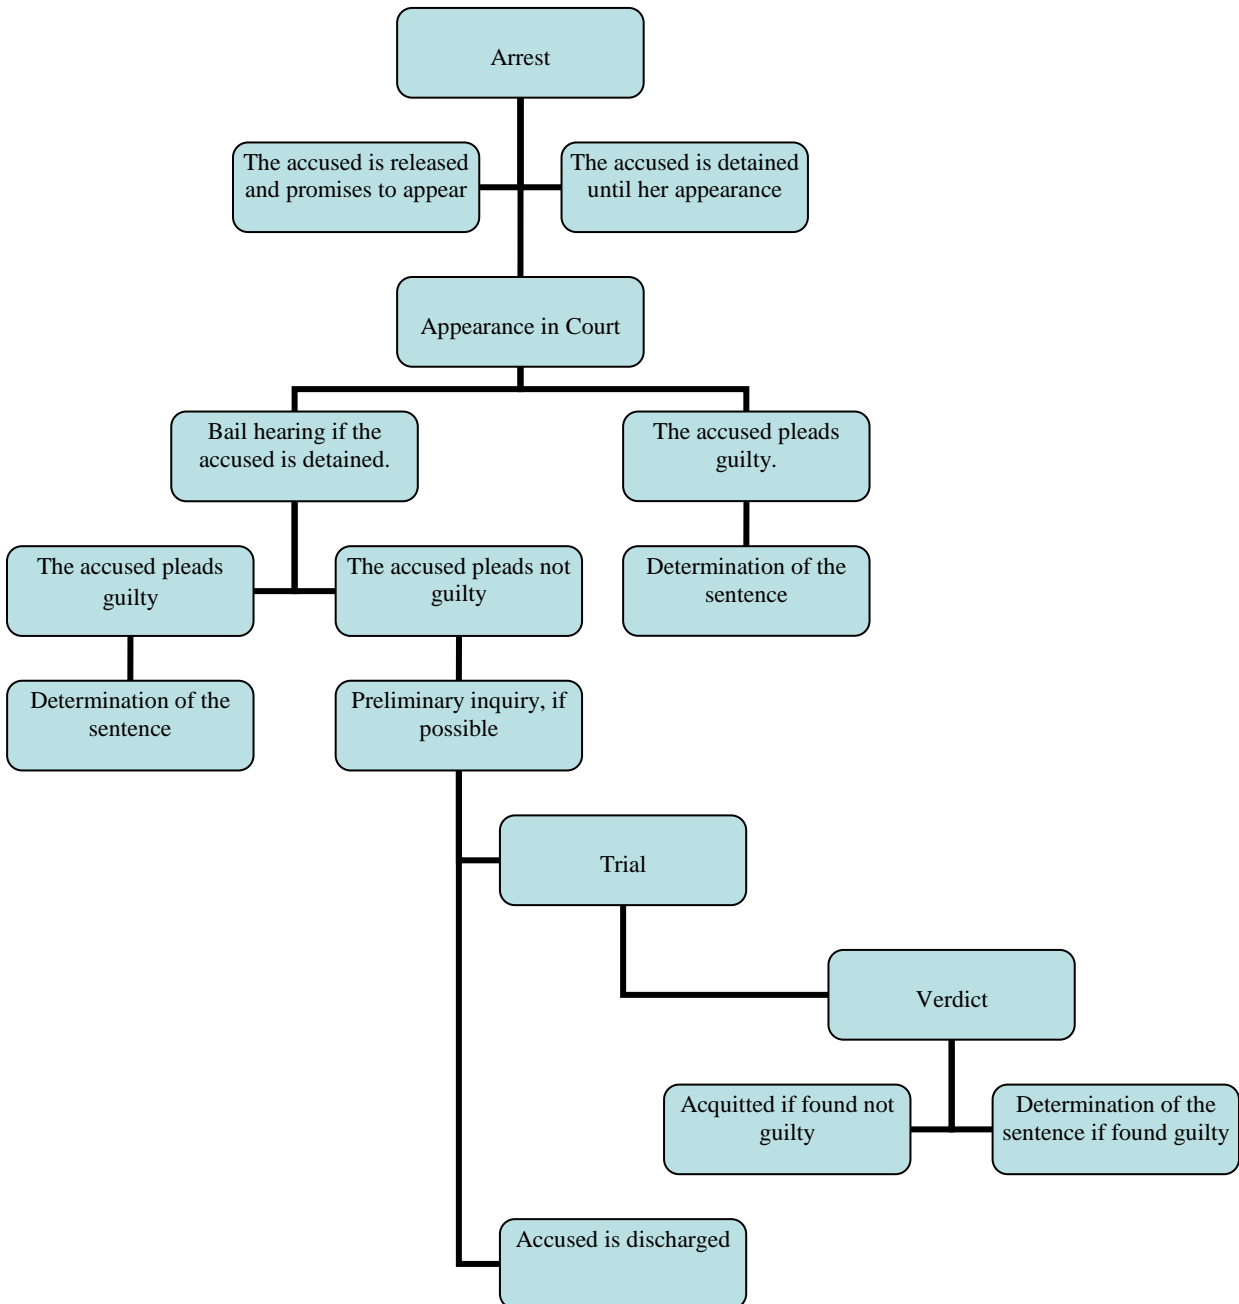 Arrest
The accused is released
and promises to appear
The accused is detained
until her appearance
Appearance in Court
Bail hearing if the
accused is detained.
The accused pleads
guilty.
The accused pleads
guilty
The accused pleads not
guilty
Determination of the
sentence
Determination of the
sentence
Preliminary inquiry, if
possible
Trial
Verdict
Acquitted if found not
guilty
Determination of the
sentence if found guilty
Accused is discharged